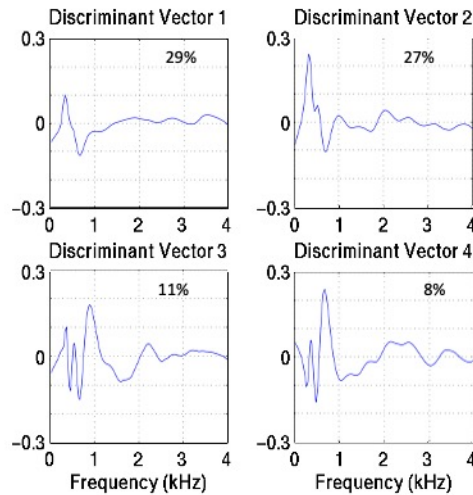 Discriminant Vector 1
0.3
29%
0
−0.3
0 1 2 3 4
Discriminant Vector 2
0.3
27%
0
−0.3
0 1 2 3 4
Discriminant Vector 3
0.3
11%
0
−0.3
0 1 2 3 4
Frequency (kHz)
Discriminant Vector 4
0.3
8%
0
−0.3
0 1 2 3 4
Frequency (kHz)